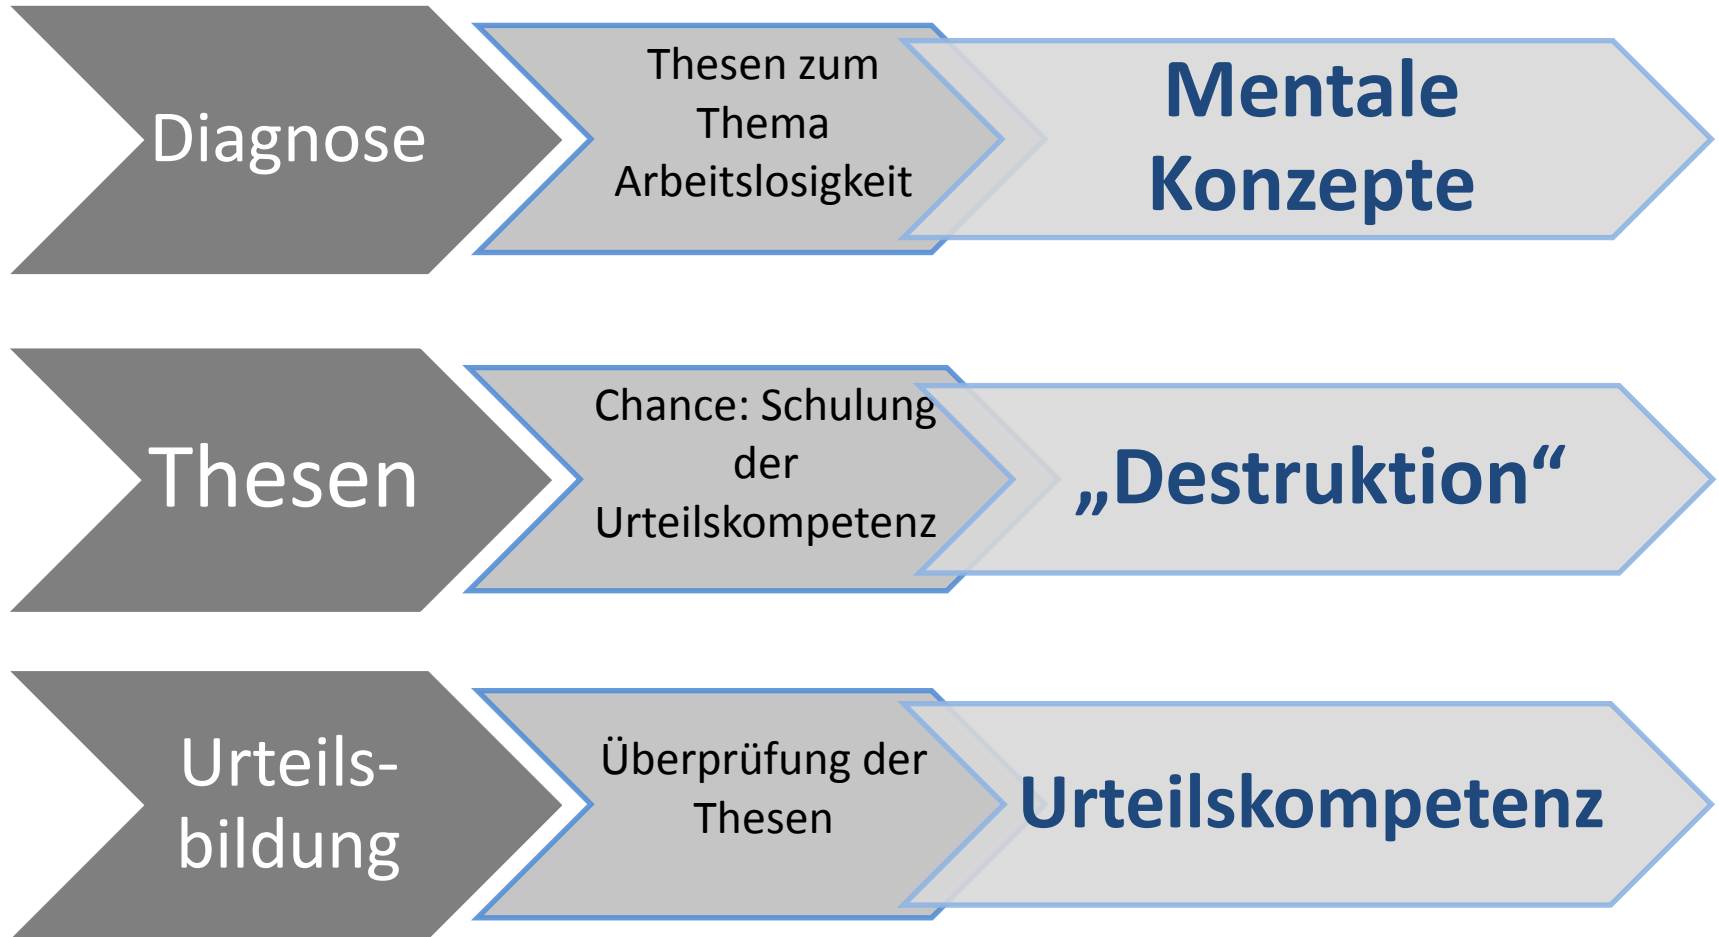 Diagnose
Thesen zum
Thema
Arbeitslosigkeit
Mentale
Konzepte
Thesen
Chance: Schulung
der
Urteilskompetenz
„Destruktion“
Urteils-
bildung
Überprüfung der
Thesen
Urteilskompetenz